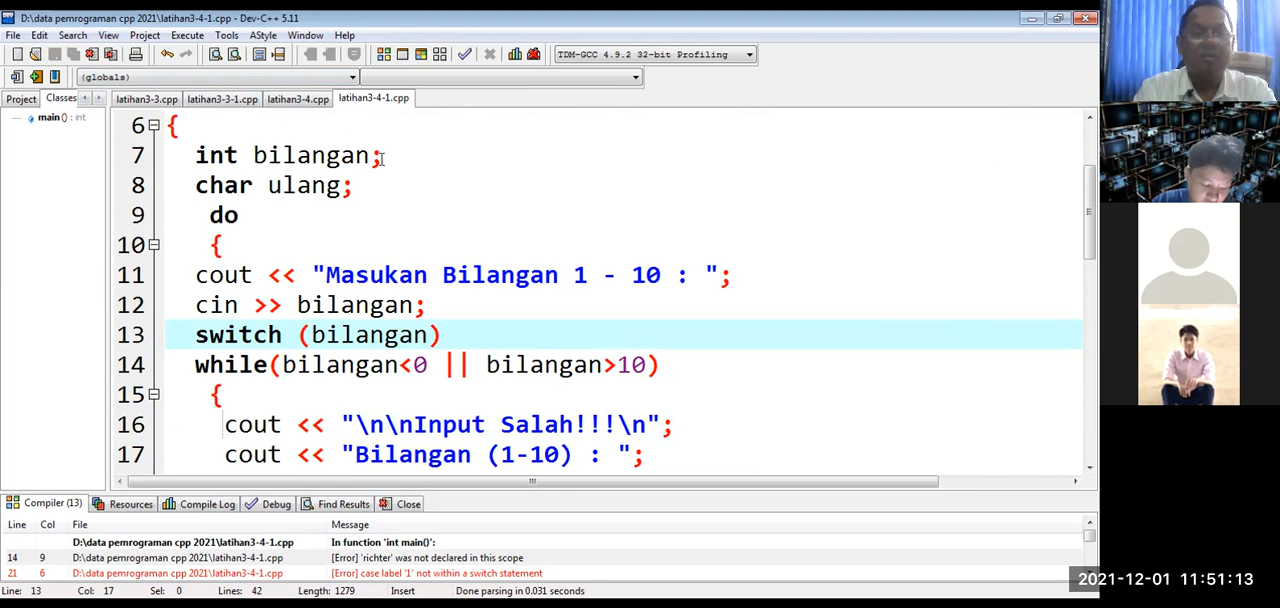 D:\data pemrograman cpp 2021\latihan3-4-1.cpp - Dev-C++ 5.11
File Edit Search View Project Execute Tools AStyle Window Help
TDM-GCC 4.9.2 32-bit Profiling
(globals)
Project Classes latihan3-3.cpp latihan3-3-1.cpp latihan3-4.cpp latihan3-4-1.cpp
main() : int
6 {
7 int bilangan;
8 char ulang;
9 do
10 {
11 cout << "Masukan Bilangan 1 - 10 : ";
12 cin >> bilangan;
13 switch (bilangan)
14 while(bilangan<0 || bilangan>10)
15 {
16 cout << "\n\nInput Salah!!!\n";
17 cout << "Bilangan (1-10) : ";
Compiler (13) Resources Compile Log Debug Find Results Close
Line Col File Message
D:\data pemrograman cpp 2021\latihan3-4-1.cpp In function 'int main()':
14 9 D:\data pemrograman cpp 2021\latihan3-4-1.cpp [Error] 'richter' was not declared in this scope
21 6 D:\data pemrograman cpp 2021\latihan3-4-1.cpp [Error] case label '1' not within a switch statement
Line: 13 Col: 17 Sel: 0 Lines: 42 Length: 1279 Insert Done parsing in 0.031 seconds
2021-12-01 11:51:13